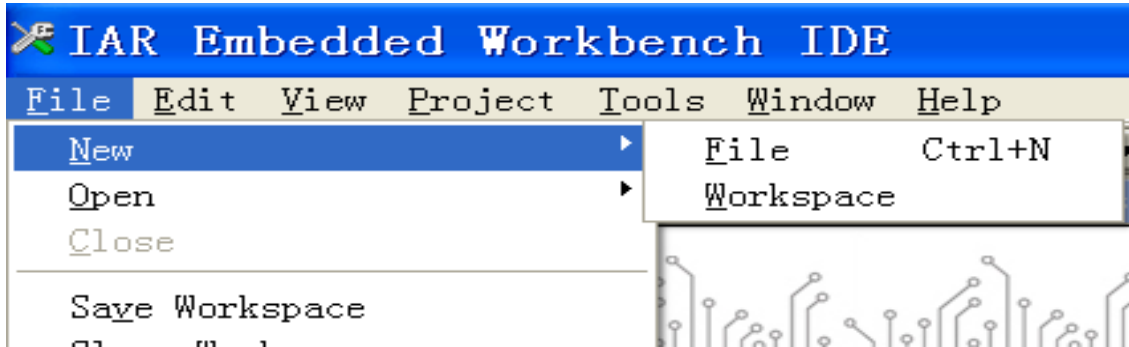 IAR Embedded Workbench IDE
File Edit View Project Tools Window Help
New
File Ctrl+N
Open
Workspace
Close
Save Workspace